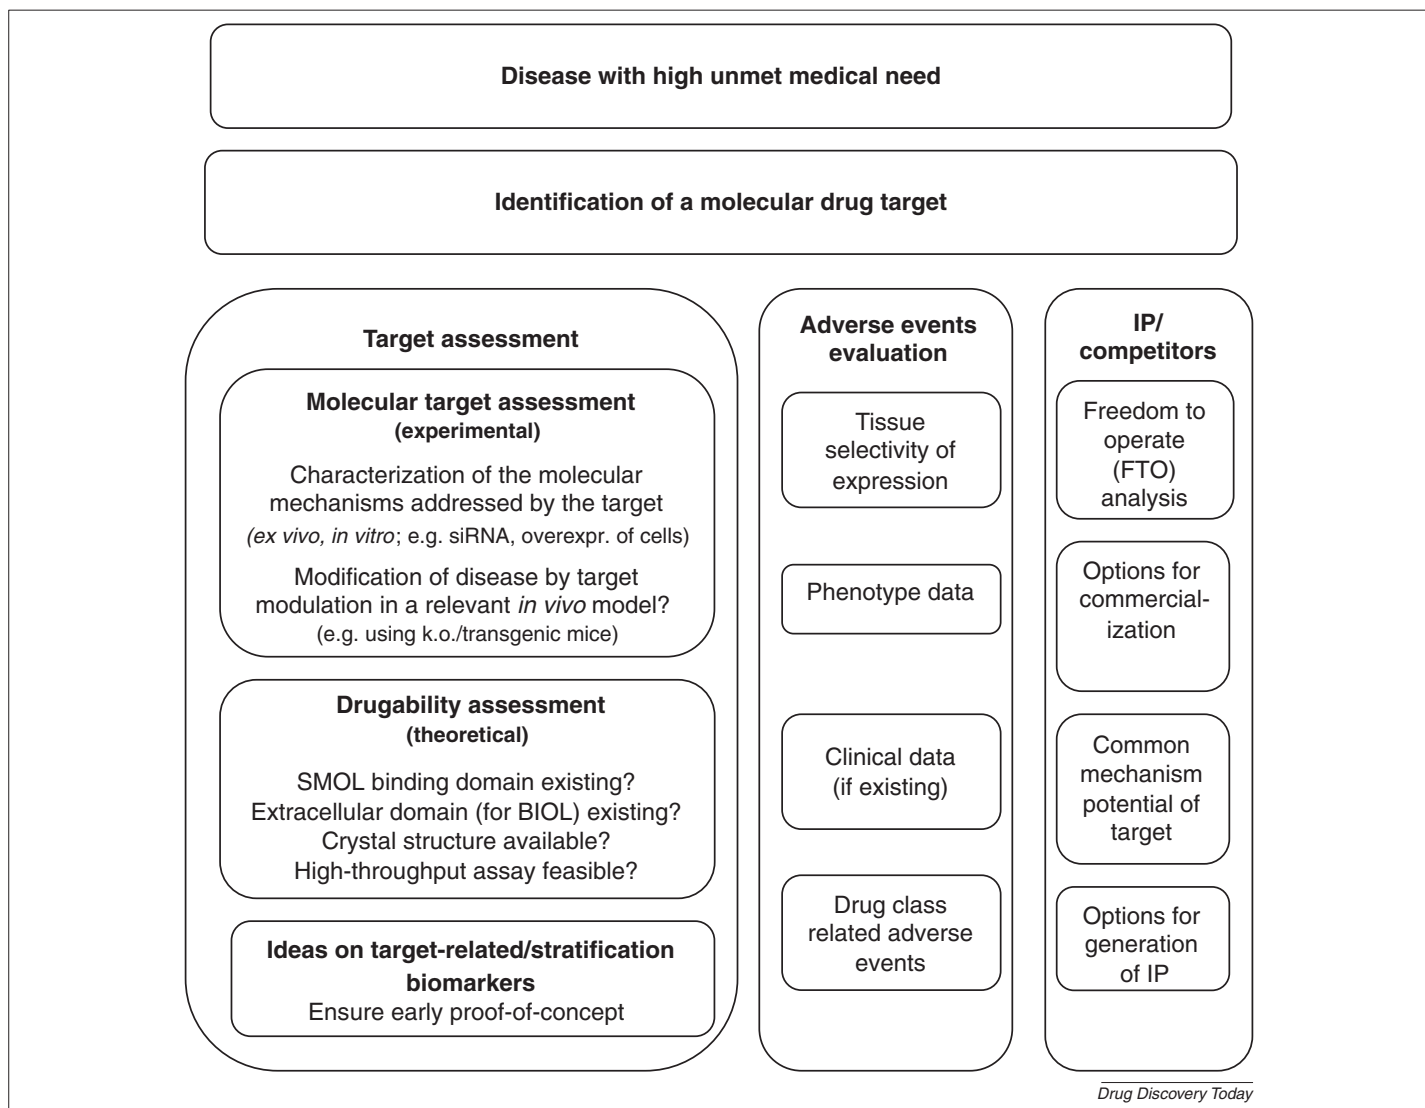 Disease with high unmet medical need
Identification of a molecular drug target
Target assessment
Molecular target assessment
(experimental)
Characterization of the molecular
mechanisms addressed by the target
(ex vivo, in vitro; e.g. siRNA, overexpr. of cells)
Modification of disease by target
modulation in a relevant in vivo model?
(e.g. using k.o./transgenic mice)
Drugability assessment
(theoretical)
SMOL binding domain existing?
Extracellular domain (for BIOL) existing?
Crystal structure available?
High-throughput assay feasible?
Ideas on target-related/stratification
biomarkers
Ensure early proof-of-concept
Adverse events
evaluation
Tissue
selectivity of
expression
Phenotype data
Clinical data
(if existing)
Drug class
related adverse
events
IP/
competitors
Freedom to
operate
(FTO)
analysis
Options for
commercial-
ization
Common
mechanism
potential of
target
Options for
generation
of IP
Drug Discovery Today